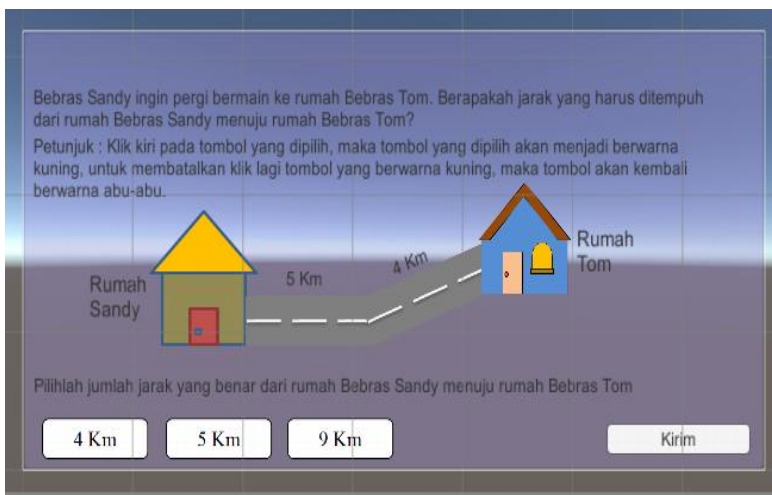 Bebras Sandy ingin pergi bermain ke rumah Bebras Tom. Berapakah jarak yang harus ditempuh
dari rumah Bebras Sandy menuju rumah Bebras Tom?
Petunjuk : Klik kiri pada tombol yang dipilih, maka tombol yang dipilih akan menjadi berwarna
kuning, untuk membatalkan klik lagi tombol yang berwarna kuning, maka tombol akan kembali
berwarna abu-abu.
Rumah
Sandy
5 Km
4 Km
Rumah
Tom
Pilihlah jumlah jarak yang benar dari rumah Bebras Sandy menuju rumah Bebras Tom
4 Km
5 Km
9 Km
Kirim